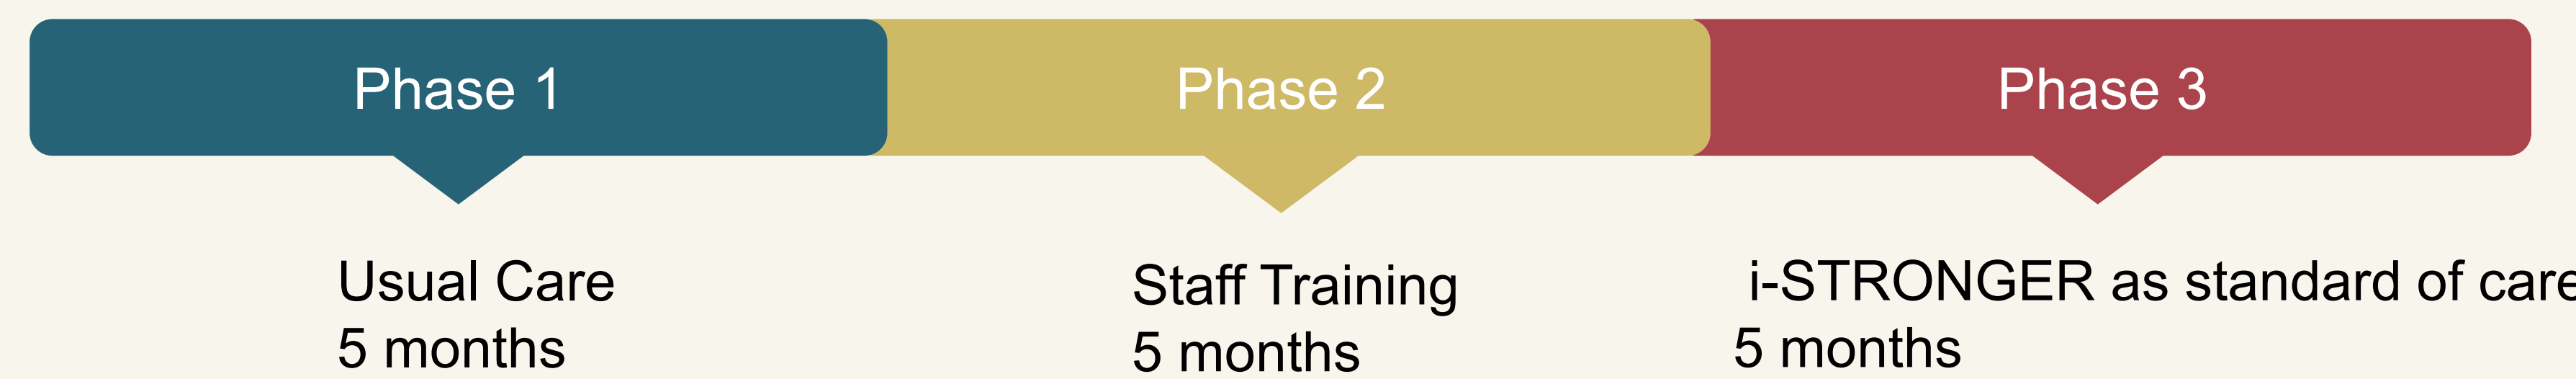 Phase 1
Phase 2
Phase 3
Usual Care
5 months
Staff Training
5 months
i-STRONGER as standard of care
5 months